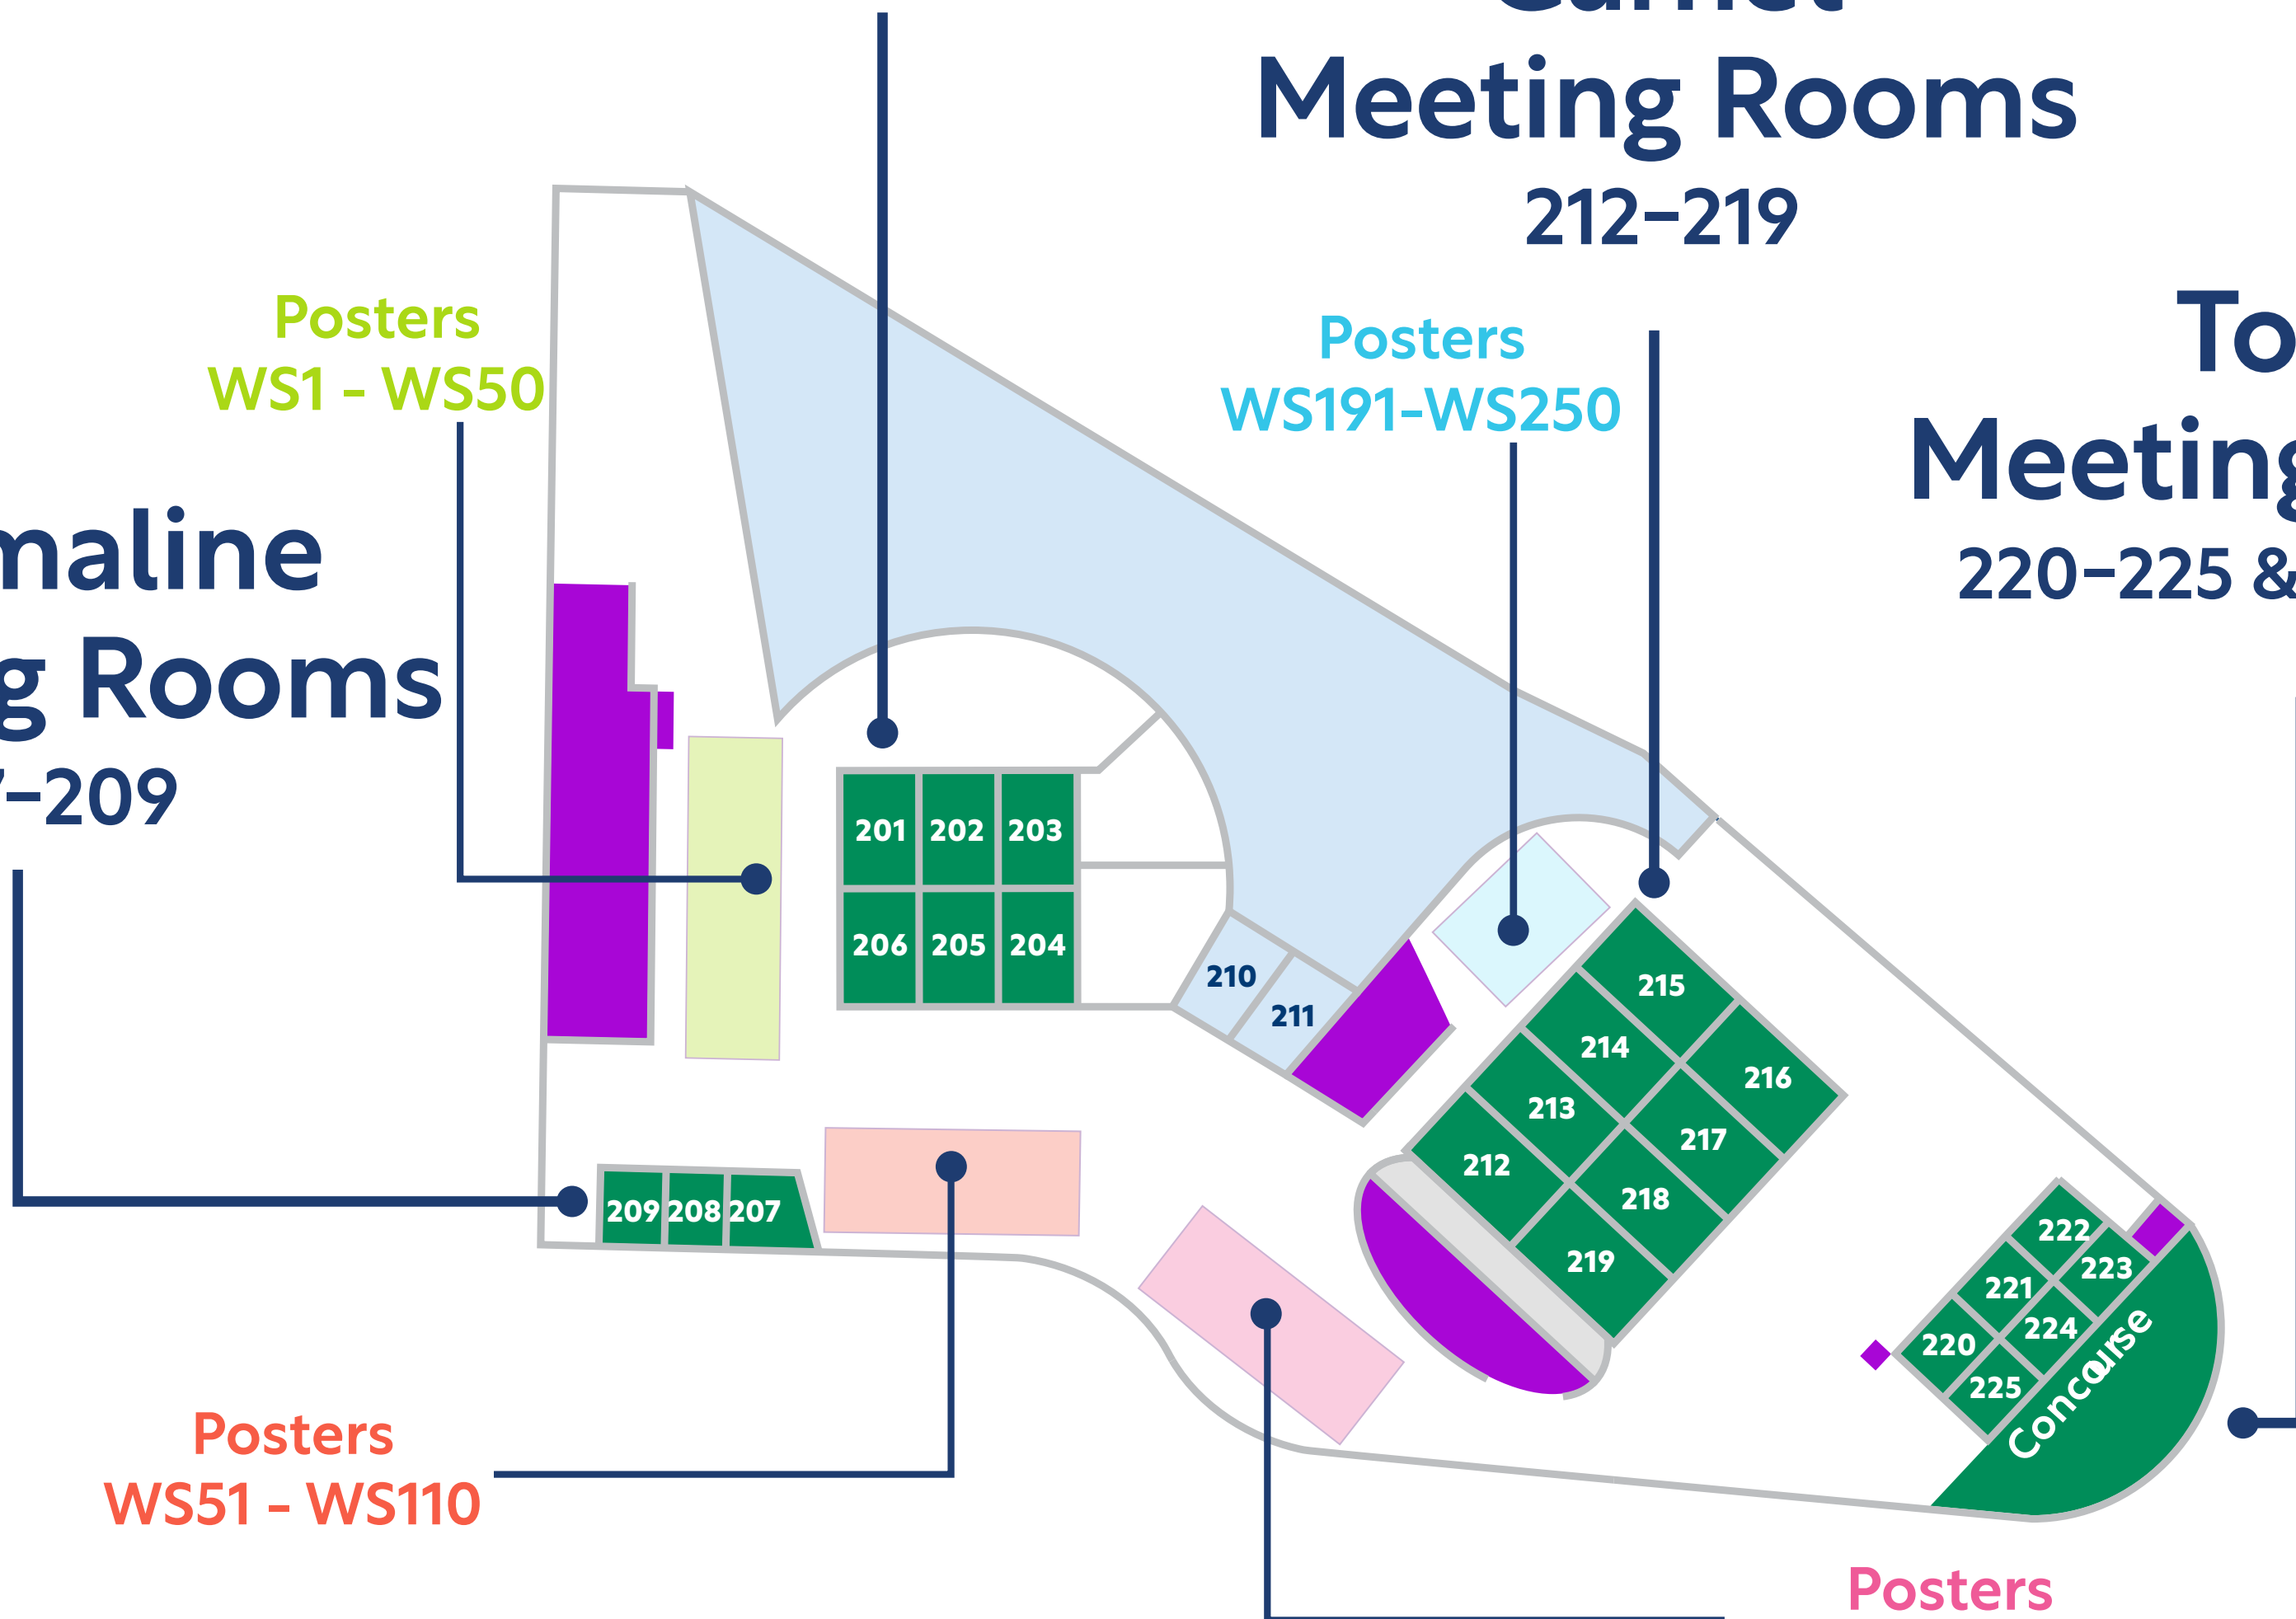 Meeting Rooms
212–219
Posters
WS1 - WS50
Posters
WS191-WS250
To
Meeting
220–225 &
maline
g Rooms
–209
201 202 203
206 205 204
210
211
215
214
216
213
217
212
218
219
209 208 207
222
223
221
224
220
225
Concourse
Posters
WS51 - WS110
Posters